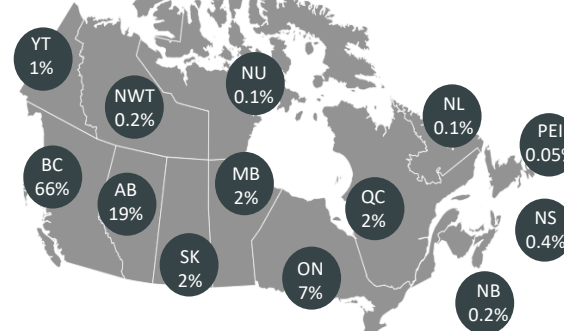 YT
1%
NWT
0.2%
NU
0.1%
NL
0.1%
PEI
0.05%
BC
66%
AB
19%
MB
2%
QC
2%
NS
0.4%
SK
2%
ON
7%
NB
0.2%